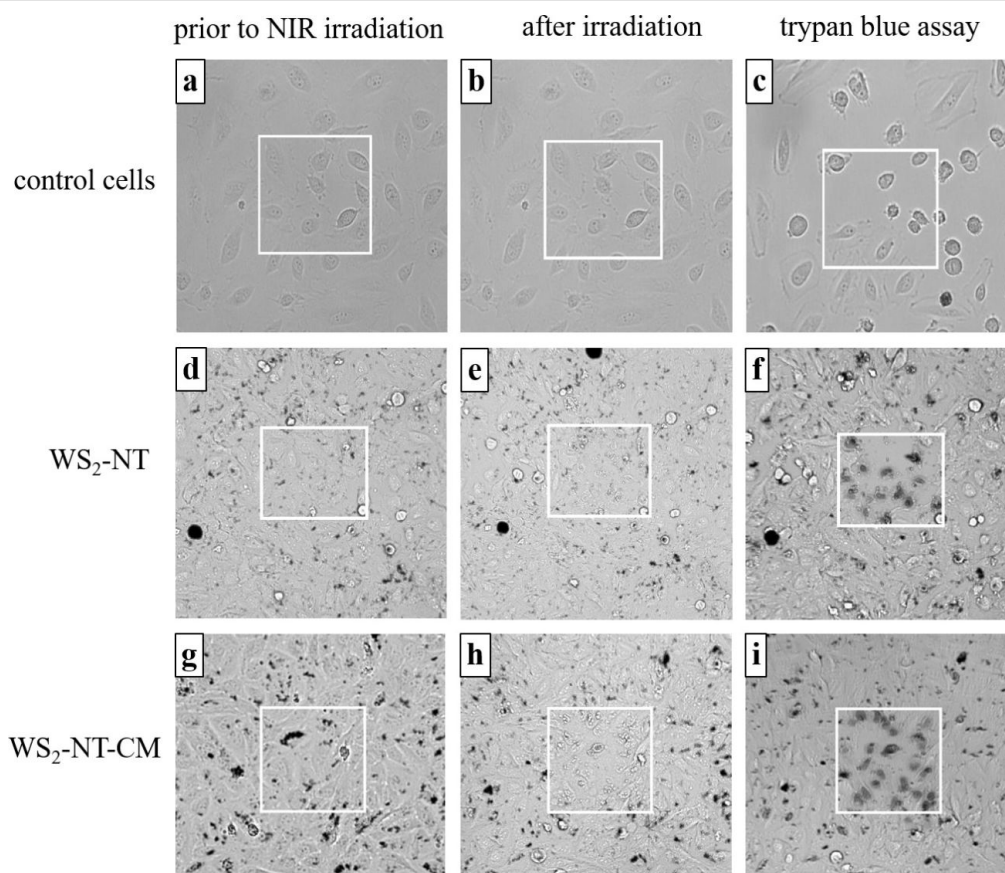 prior to NIR irradiation after irradiation trypan blue assay
a b c
control cells
d e f
WS₂-NT
g h i
WS₂-NT-CM